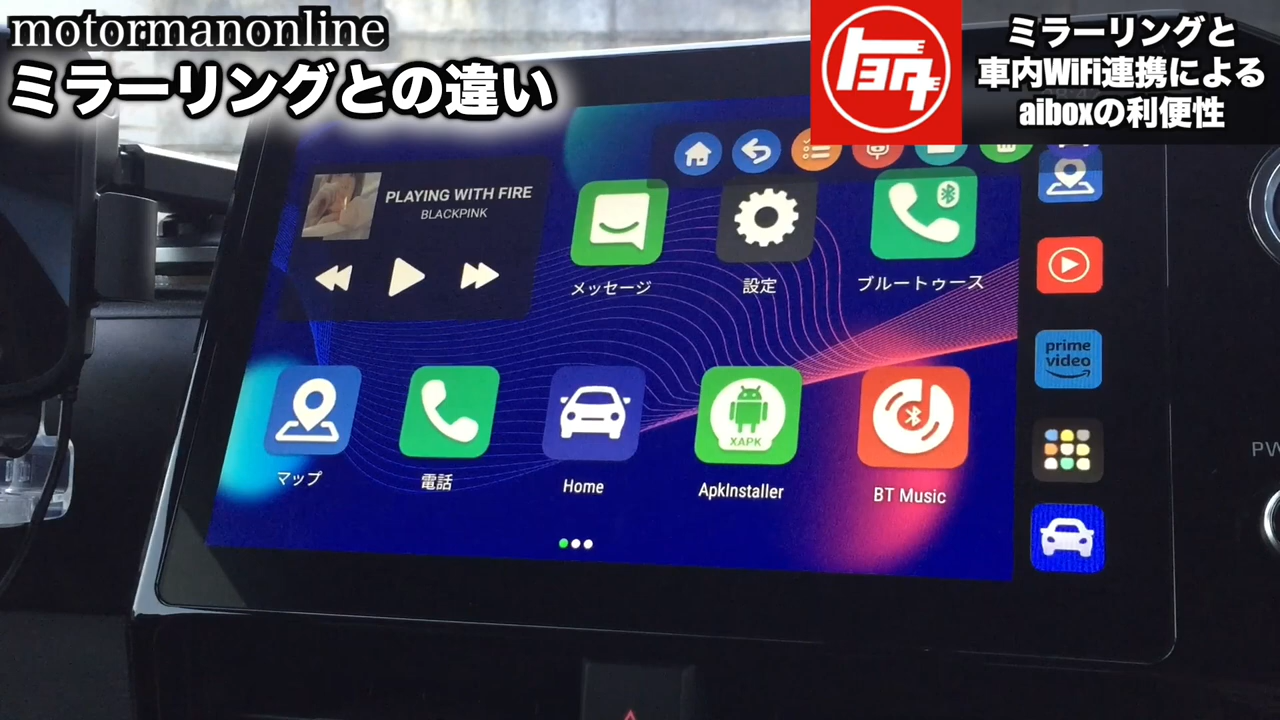 motormanonline
ミラーリングとの違い
トヨタ
ミラーリングと
車内WiFi連携による
aiboxの利便性
PLAYING WITH FIRE
BLACKPINK
メッセージ
設定
ブルートゥース
prime
video
マップ
電話
Home
XAPK
ApkInstaller
BT Music
PW